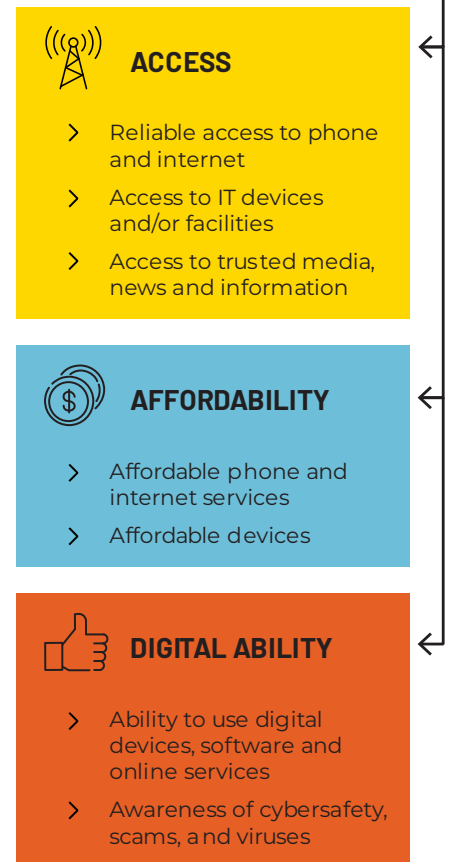 ACCESS
Reliable access to phone
and internet
Access to IT devices
and/or facilities
Access to trusted media,
news and information
$
AFFORDABILITY
Affordable phone and
internet services
Affordable devices
DIGITAL ABILITY
Ability to use digital
devices, software and
online services
Awareness of cybersafety,
scams, and viruses